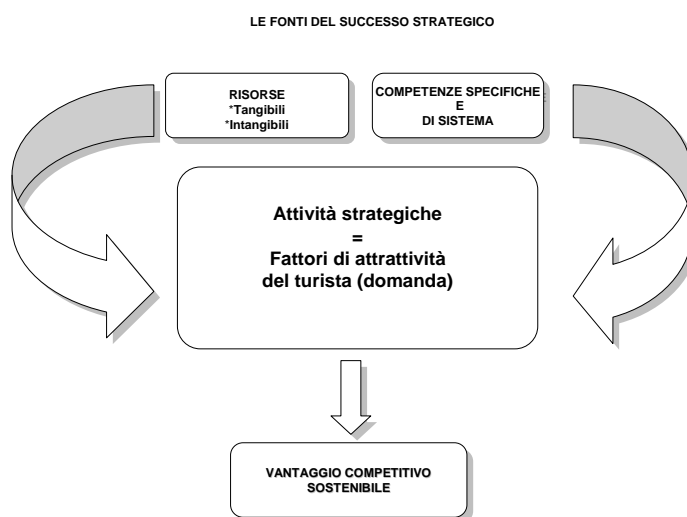 LE FONTI DEL SUCCESSO STRATEGICO
RISORSE
*Tangibili
*Intangibili
COMPETENZE SPECIFICHE
E
DI SISTEMA
Attività strategiche
=
Fattori di attrattività
del turista (domanda)
VANTAGGIO COMPETITIVO
SOSTENIBILE